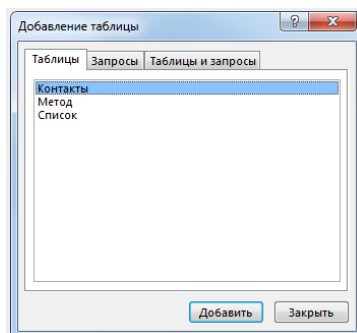 Добавление таблицы
Таблицы Запросы Таблицы и запросы
Контакты
Метод
Список
Добавить Закрыть